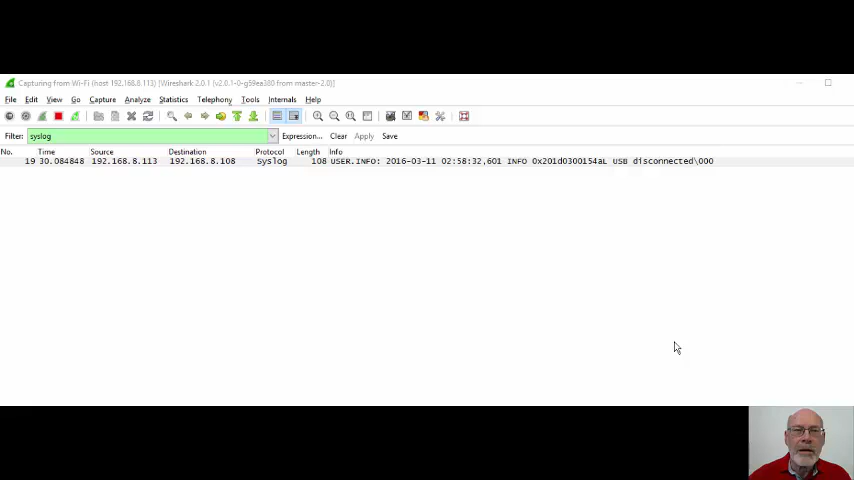 Capturing from Wi-Fi (host 192.168.8.113) [Wireshark 2.0.1 (v2.0.1-0-g59ea380 from master-2.0)]
File Edit View Go Capture Analyze Statistics Telephony Tools Internals Help
Filter: syslog Expression... Clear Apply Save
No. Time Source Destination Protocol Length Info
19 30.084848 192.168.8.113 192.168.8.108 Syslog 108 USER.INFO: 2016-03-11 02:58:32,601 INFO 0x201d0300154aL USB disconnected\000